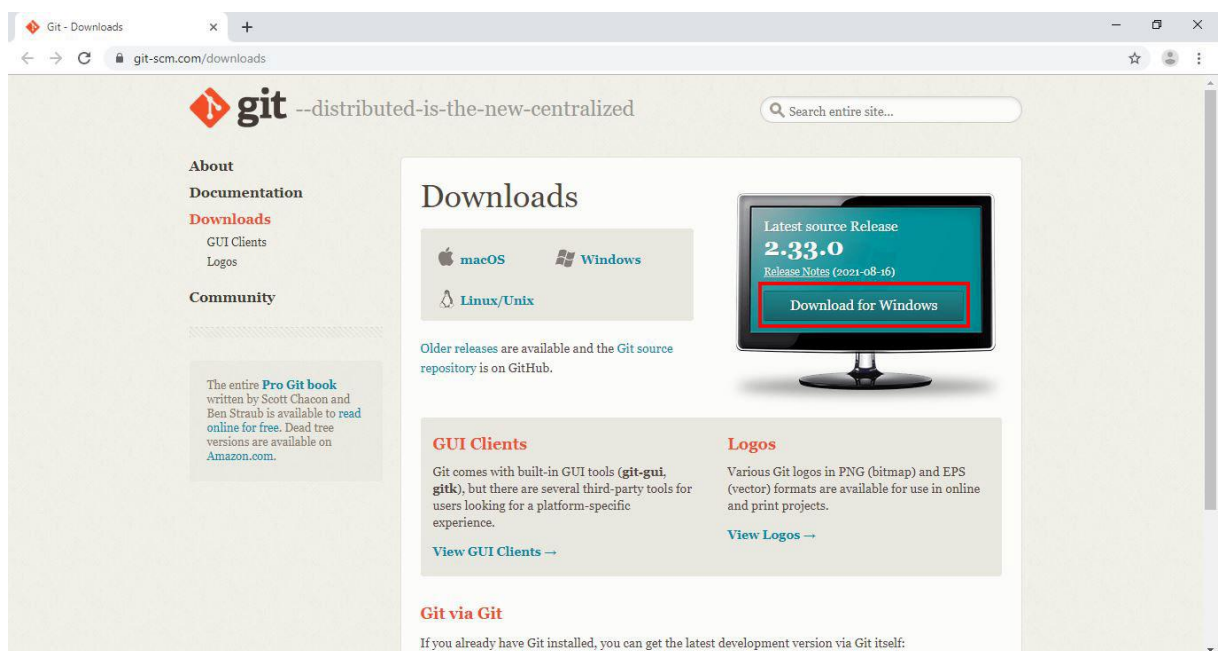 Git - Downloads
git-scm.com/downloads
git --distributed-is-the-new-centralized
Search entire site...
About
Documentation
Downloads
GUI Clients
Logos
Community
The entire Pro Git book
written by Scott Chacon and
Ben Straub is available to read
online for free. Dead tree
versions are available on
Amazon.com.
Downloads
macOS
Windows
Linux/Unix
Older releases are available and the Git source
repository is on GitHub.
Latest source Release
2.33.0
Release Notes (2021-08-16)
Download for Windows
GUI Clients
Git comes with built-in GUI tools (git-gui,
gitk), but there are several third-party tools for
users looking for a platform-specific
experience.
View GUI Clients →
Logos
Various Git logos in PNG (bitmap) and EPS
(vector) formats are available for use in online
and print projects.
View Logos →
Git via Git
If you already have Git installed, you can get the latest development version via Git itself: